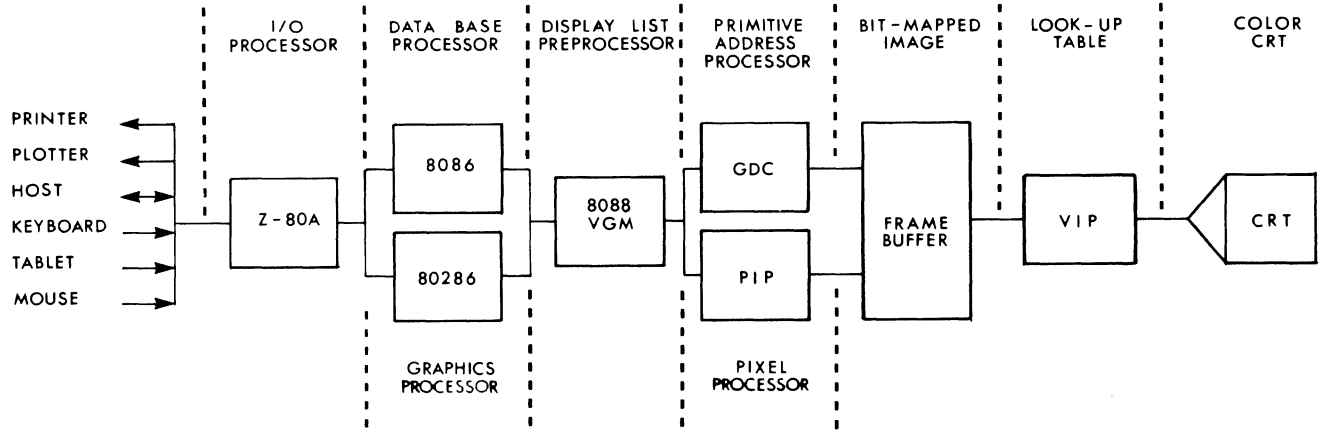 I/O
PROCESSOR
DATA BASE
PROCESSOR
DISPLAY LIST
PREPROCESSOR
PRIMITIVE
ADDRESS
PROCESSOR
BIT-MAPPED
IMAGE
LOOK-UP
TABLE
COLOR
CRT
PRINTER
PLOTTER
HOST
KEYBOARD
TABLET
MOUSE
Z-80A
8086
80286
8088
VGM
GDC
PIP
FRAME
BUFFER
VIP
CRT
GRAPHICS
PROCESSOR
PIXEL
PROCESSOR